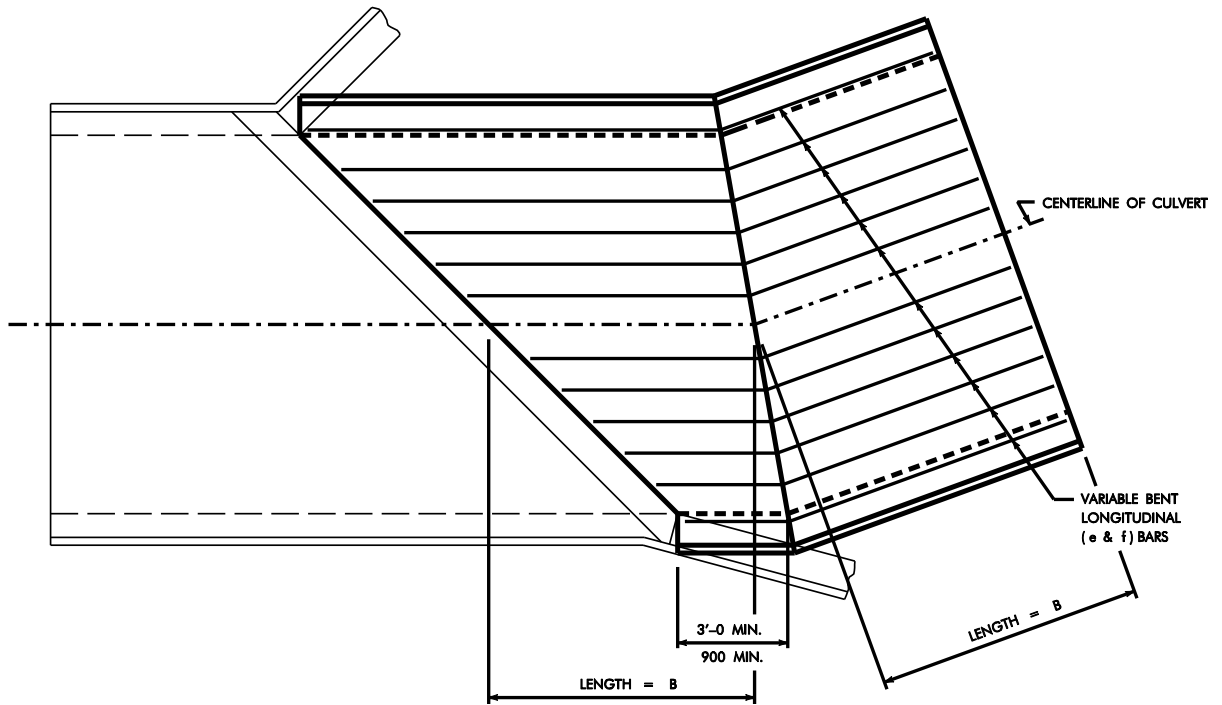 CENTERLINE OF CULVERT
VARIABLE BENT
LONGITUDINAL
( e & f ) BARS
3'-0 MIN.
900 MIN.
LENGTH = B
LENGTH = B